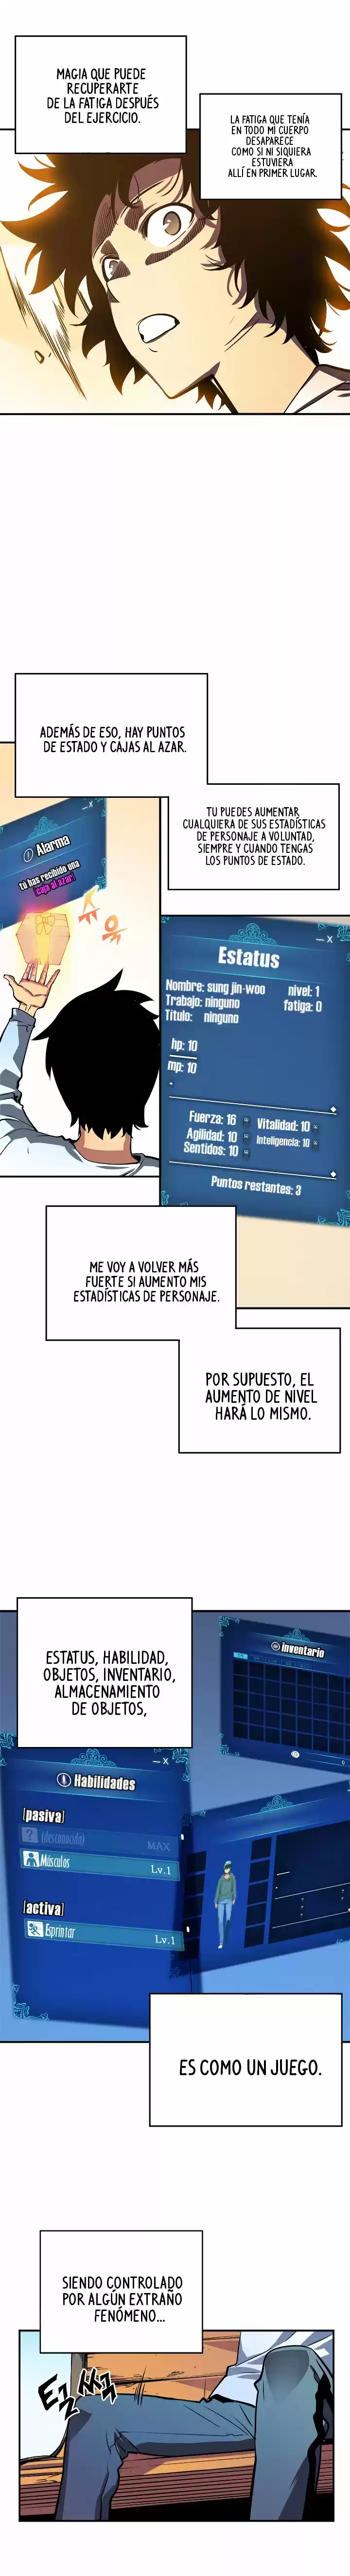 MAGIA QUE PUEDE
RECUPERARTE
DE LA FATIGA DESPUÉS
DEL EJERCICIO.
LA FATIGA QUE TENÍA
EN TODO MI CUERPO
DESAPARECE
COMO SI NI SIQUIERA
ESTUVIERA
ALLÍ EN PRIMER LUGAR.
ADEMÁS DE ESO, HAY PUNTOS
DE ESTADO Y CAJAS AL AZAR.
TU PUEDES AUMENTAR
CUALQUIERA DE SUS ESTADÍSTICAS
DE PERSONAJE A VOLUNTAD,
SIEMPRE Y CUANDO TENGAS
LOS PUNTOS DE ESTADO.
Alarma
tú has recibido una
caja al azar!
Estatus
Nombre: sung jin-woo nivel: 1
Trabajo: ninguno fatiga: 0
Título: ninguno
hp: 10
mp: 10
Fuerza: 16 Vitalidad: 10
Agilidad: 10 Inteligencia: 10
Sentidos: 10
Puntos restantes: 3
ME VOY A VOLVER MÁS
FUERTE SI AUMENTO MIS
ESTADÍSTICAS DE PERSONAJE.
POR SUPUESTO, EL
AUMENTO DE NIVEL
HARÁ LO MISMO.
ESTATUS, HABILIDAD,
OBJETOS, INVENTARIO,
ALMACENAMIENTO
DE OBJETOS,
inventario
Habilidades
[pasiva]
(desconocida) MAX
Músculos Lv.1
[activa]
Esprintar Lv.1
ES COMO UN JUEGO.
SIENDO CONTROLADO
POR ALGÚN EXTRAÑO
FENÓMENO...